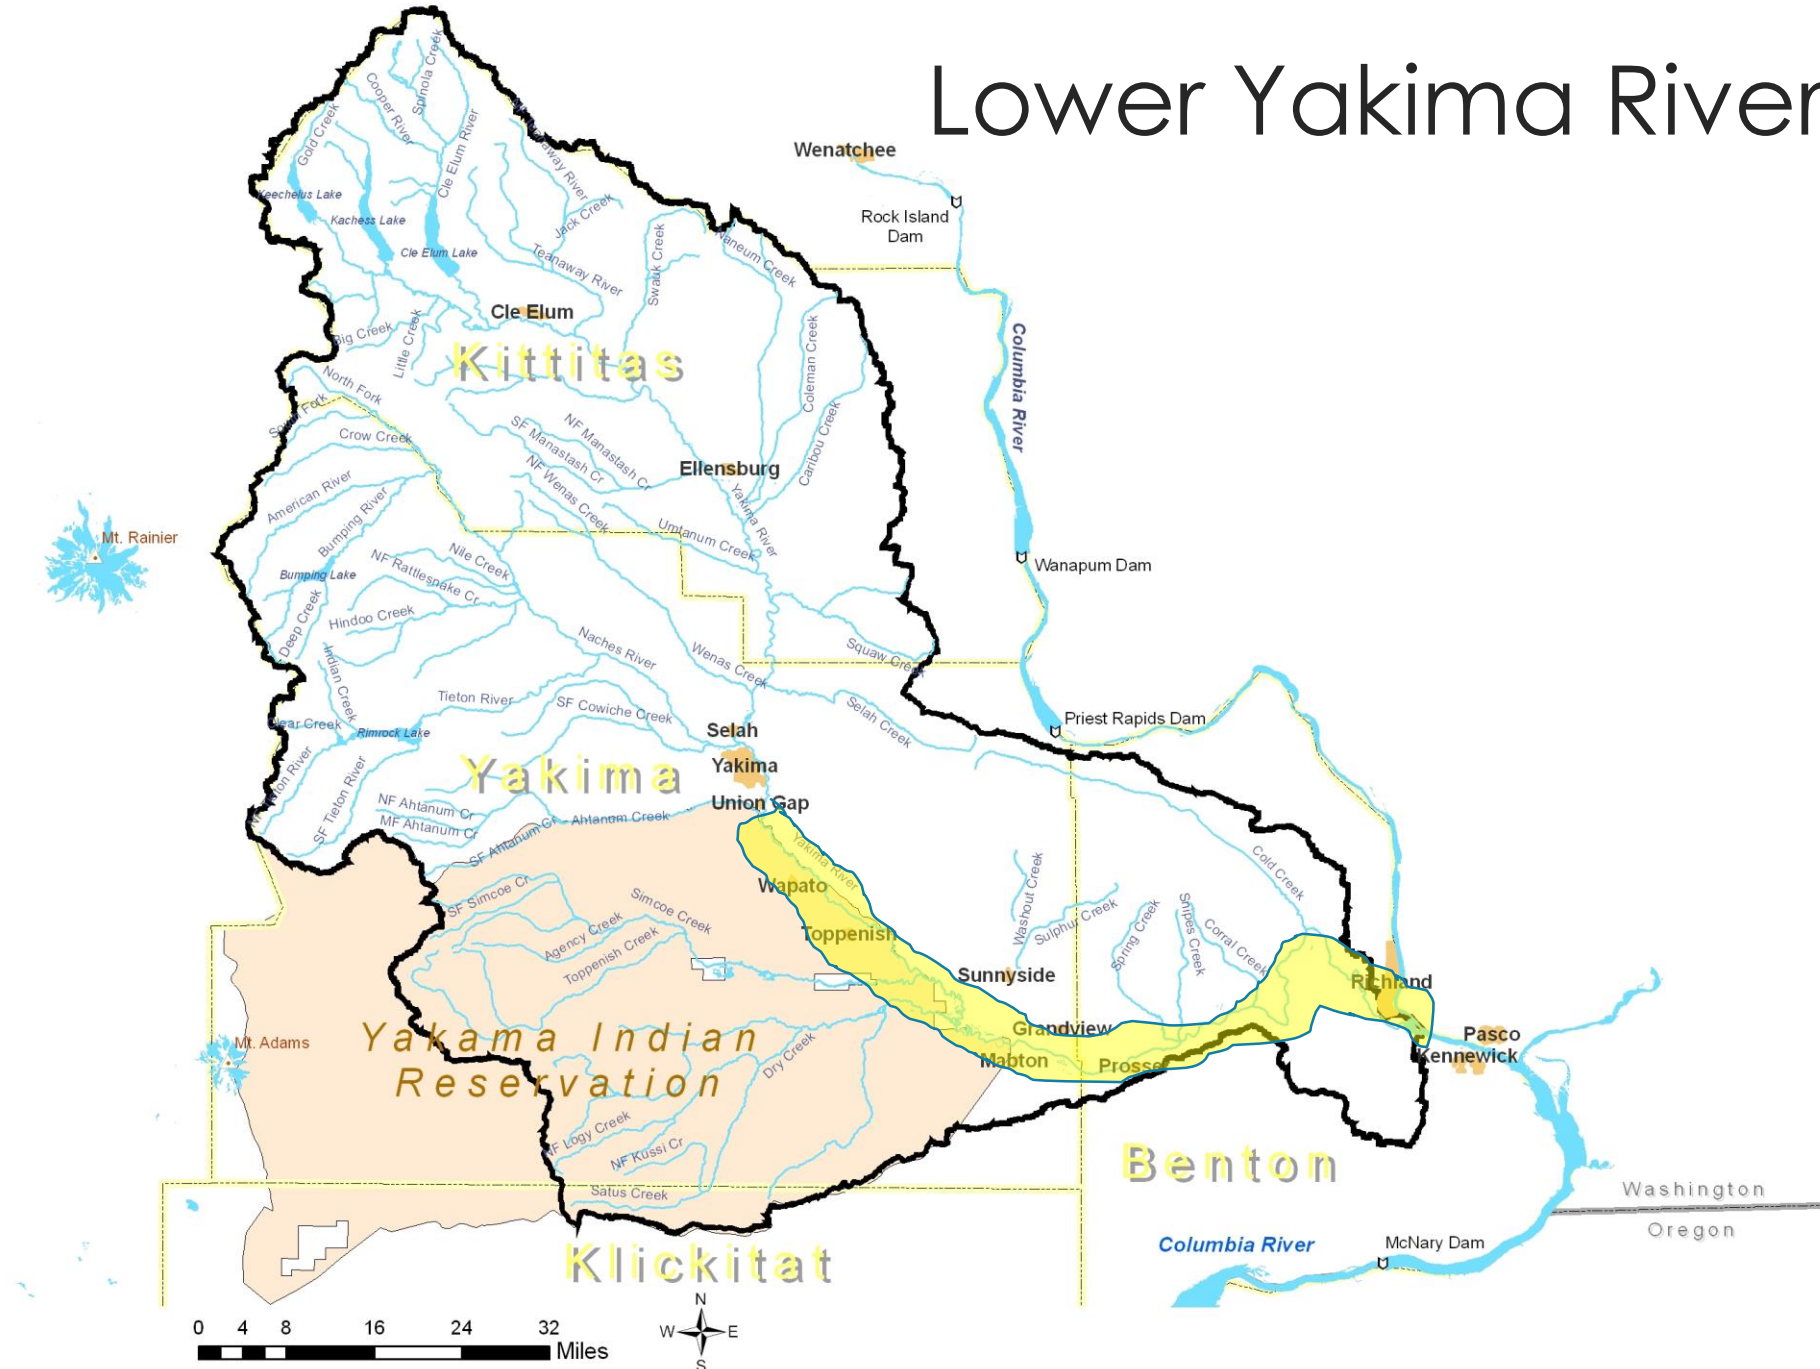 Lower Yakima River
Spinola Creek
Cooper River
Gold Creek
Cle Elum River
Jack Creek
Keechelus Lake
Kachess Lake
Cle Elum Lake
Teanaway River
Swauk Creek
Naneum Creek
Wenatchee
Rock Island
Dam
Cle Elum
Big Creek
Little Creek
Kittitas
Coleman Creek
Caribou Creek
Columbia River
North Fork
South Fork
Crow Creek
American River
Bumping River
SF Manastash Cr
NF Manastash Cr
NF Wenas Creek
Ellensburg
Yakima River
Umtanum Creek
Mt. Rainier
Bumping Lake
Nile Creek
NF Rattlesnake Cr
Hindoo Creek
Deep Creek
Indian Creek
Wanapum Dam
Naches River
Wenas Creek
Squaw Creek
Selah Creek
Tieton River
SF Cowiche Creek
Clear Creek
Rimrock Lake
Selah
Priest Rapids Dam
Yakima
Yakima
SF Tieton River
Union Gap
NF Ahtanum Cr
MF Ahtanum Cr
SF Ahtanum Cr
Ahtanum Creek
Yakima River
Wapato
Cold Creek
SF Simcoe Cr
Simcoe Creek
Agency Creek
Toppenish Creek
Toppenish
Washout Creek
Sulphur Creek
Spring Creek
Snipes Creek
Corral Creek
Sunnyside
Richland
Mt. Adams
Yakama Indian
Reservation
Dry Creek
Grandview
Mabton
Prosse
Pasco
Kennewick
NF Logy Creek
NF Kussi Cr
Satus Creek
Benton
Washington
Oregon
Klickitat
Columbia River
McNary Dam
0 4 8 16 24 32
Miles
N
W E
S